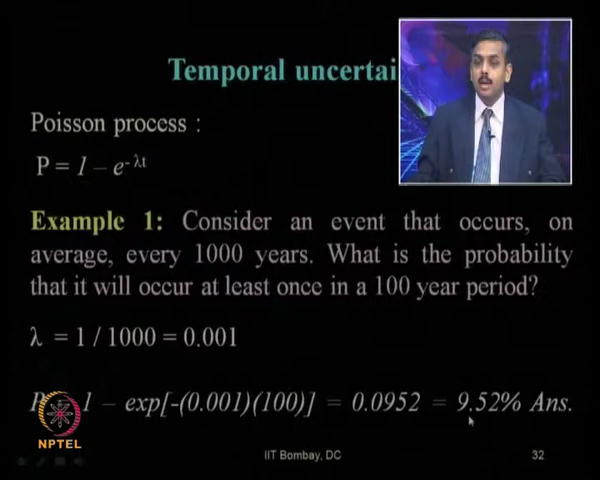 Temporal uncertai
Poisson process :
P = 1 – e^-λt
Example 1: Consider an event that occurs, on
average, every 1000 years. What is the probability
that it will occur at least once in a 100 year period?
λ = 1 / 1000 = 0.001
P = 1 – exp[-(0.001)(100)] = 0.0952 = 9.52% Ans.
NPTEL
IIT Bombay, DC
32